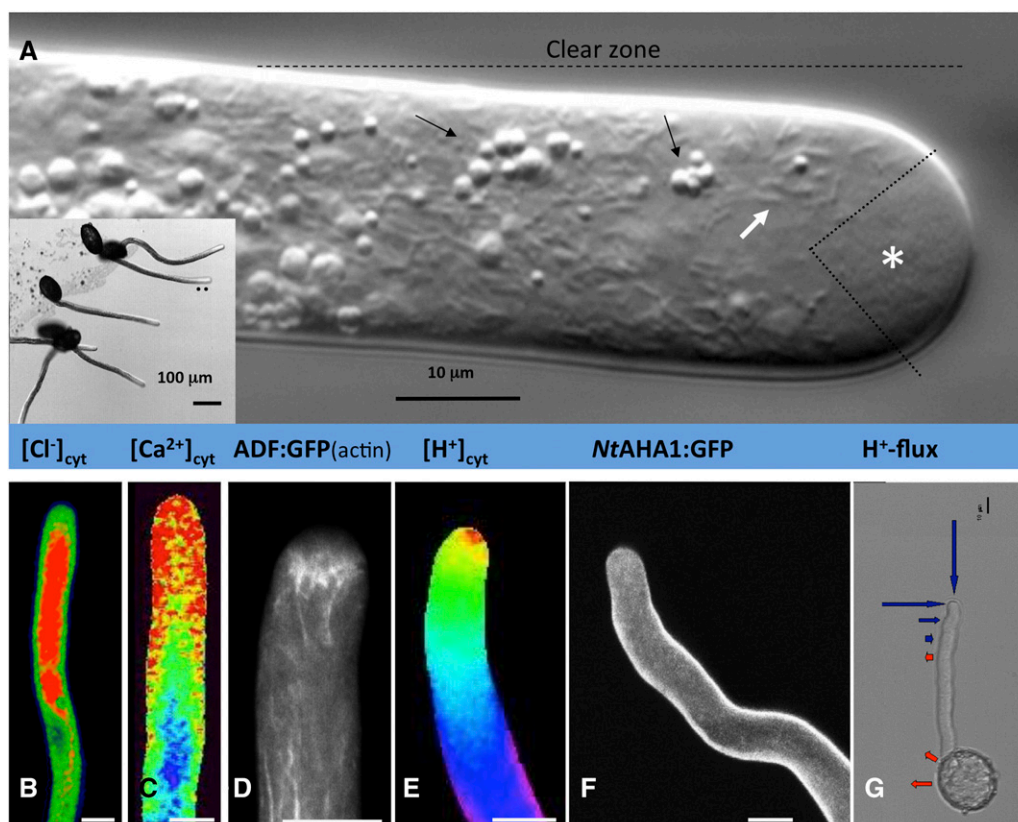 A
Clear zone
*
100 µm
10 µm
[Cl⁻]cyt [Ca²⁺]cyt ADF:GFP(actin) [H⁺]cyt NtAHA1:GFP H⁺-flux
B C D E F G